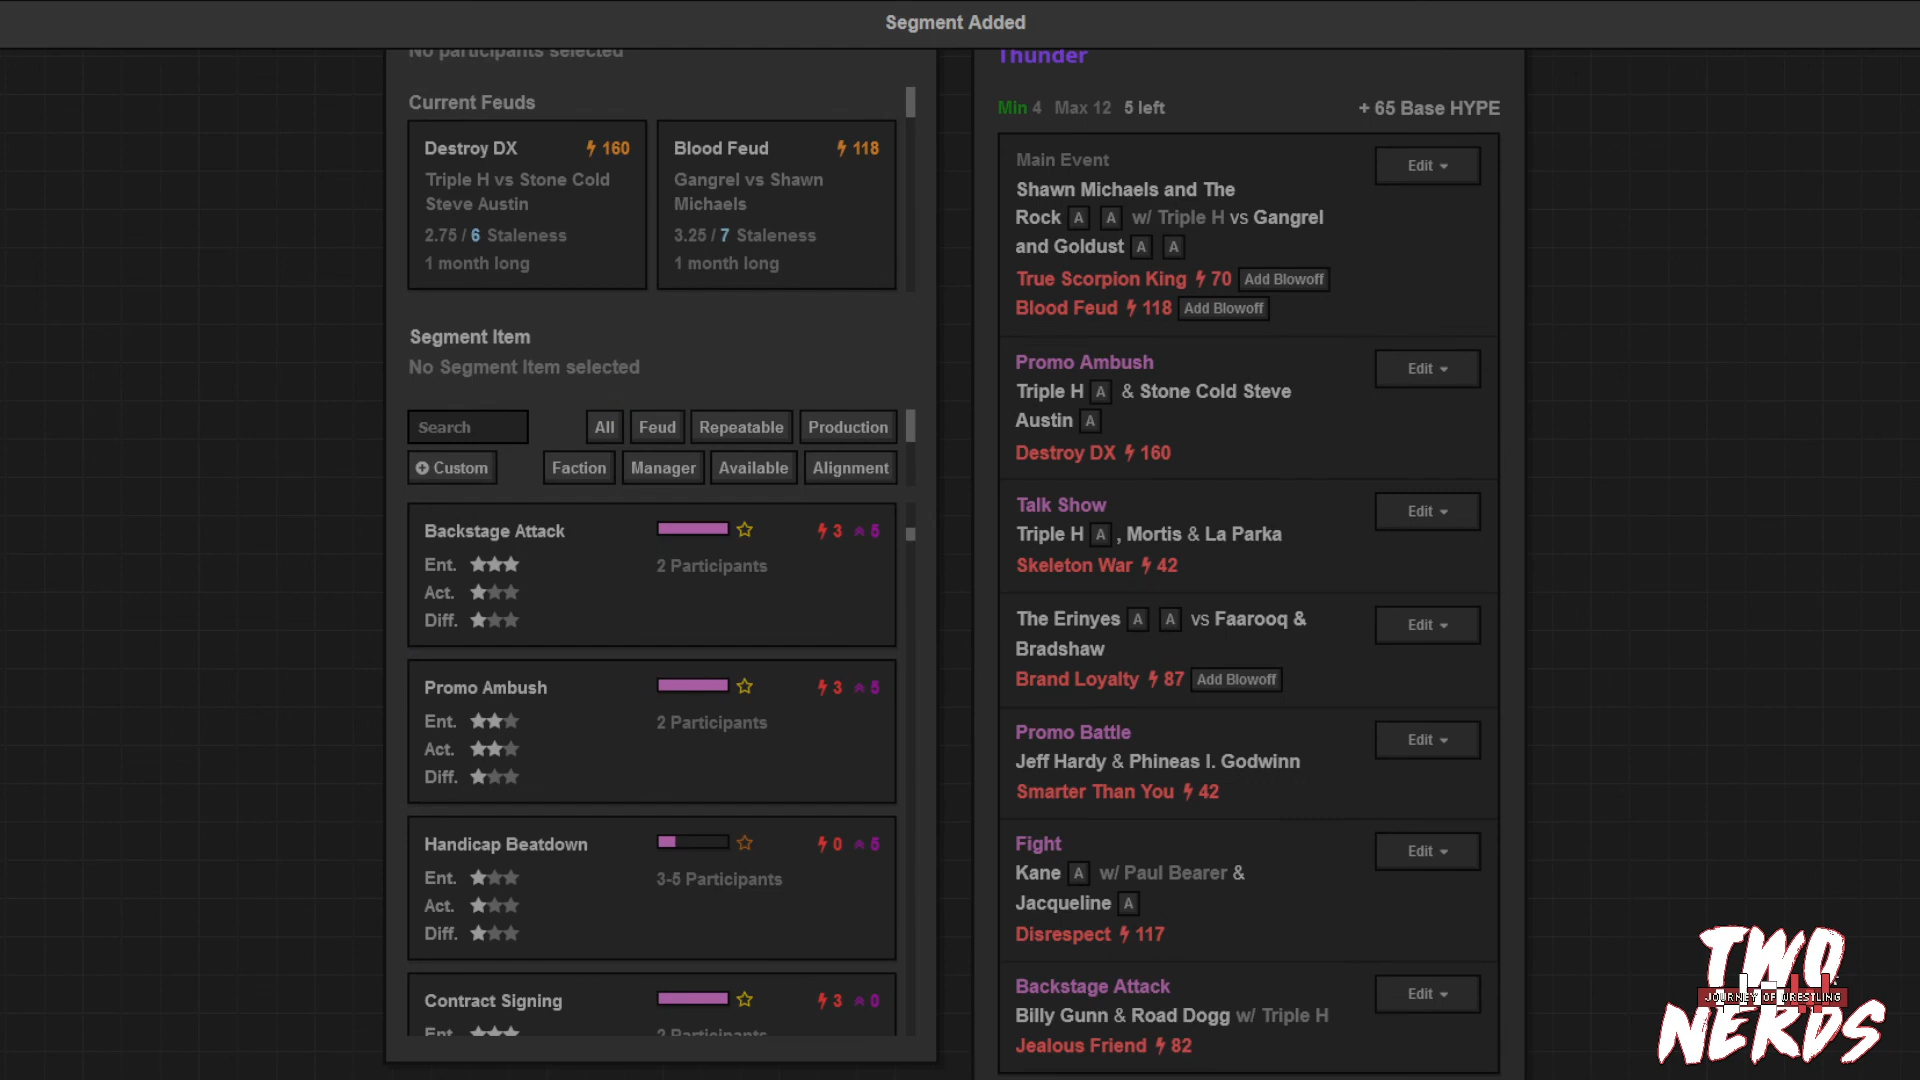 Segment Added
No participants selected
Current Feuds
Destroy DX 160
Triple H vs Stone Cold
Steve Austin
2.75 / 6 Staleness
1 month long
Blood Feud 118
Gangrel vs Shawn
Michaels
3.25 / 7 Staleness
1 month long
Segment Item
No Segment Item selected
Search All Feud Repeatable Production
Custom Faction Manager Available Alignment
Backstage Attack 3 5
Ent. 2 Participants
Act.
Diff.
Promo Ambush 3 5
Ent. 2 Participants
Act.
Diff.
Handicap Beatdown 0 5
Ent. 3-5 Participants
Act.
Diff.
Contract Signing 3 0
Ent. 2 Participants
Thunder
Min 4 Max 12 5 left + 65 Base HYPE
Main Event Edit
Shawn Michaels and The
Rock A A w/ Triple H vs Gangrel
and Goldust A A
True Scorpion King 70 Add Blowoff
Blood Feud 118 Add Blowoff
Promo Ambush Edit
Triple H A & Stone Cold Steve
Austin A
Destroy DX 160
Talk Show Edit
Triple H A , Mortis & La Parka
Skeleton War 42
The Erinyes A A vs Faarooq & Edit
Bradshaw
Brand Loyalty 87 Add Blowoff
Promo Battle Edit
Jeff Hardy & Phineas I. Godwinn
Smarter Than You 42
Fight Edit
Kane A w/ Paul Bearer &
Jacqueline A
Disrespect 117
Backstage Attack Edit
Billy Gunn & Road Dogg w/ Triple H
Jealous Friend 82
TWO
JOURNEY OF WRESTLING
NERDS